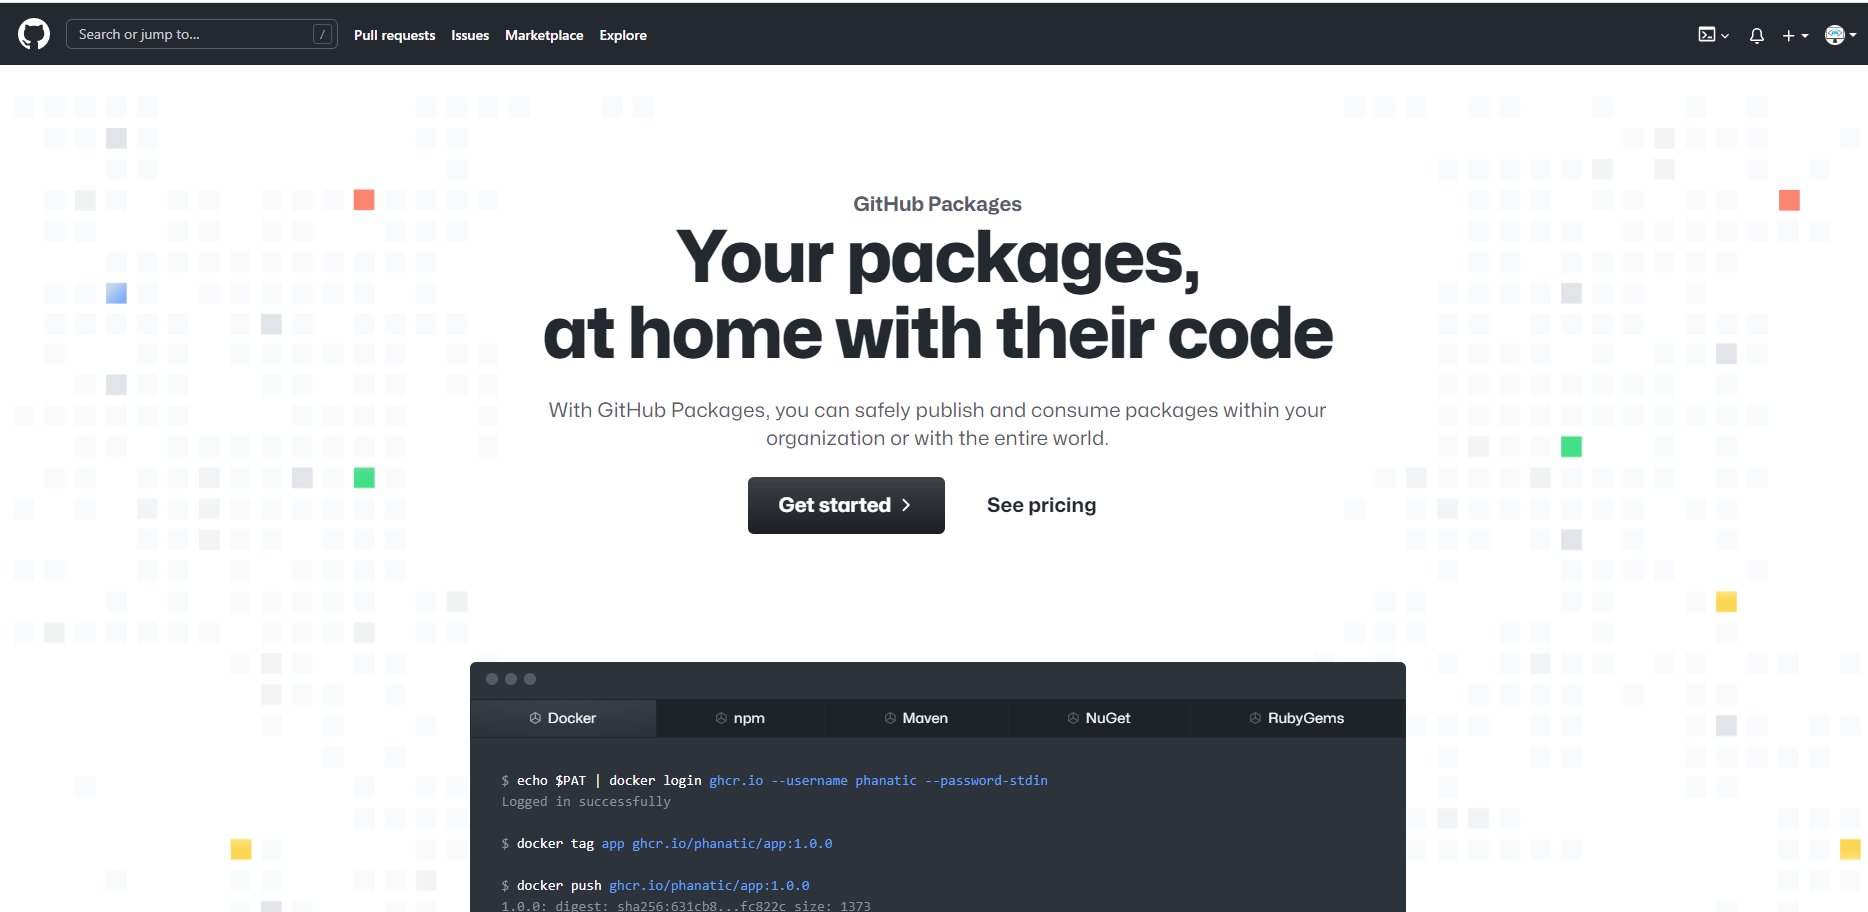 Search or jump to... /
Pull requests Issues Marketplace Explore
GitHub Packages
Your packages,
at home with their code
With GitHub Packages, you can safely publish and consume packages within your
organization or with the entire world.
Get started
See pricing
Docker npm Maven NuGet RubyGems
$ echo $PAT | docker login ghcr.io --username phanatic --password-stdin
Logged in successfully
$ docker tag app ghcr.io/phanatic/app:1.0.0
$ docker push ghcr.io/phanatic/app:1.0.0
1.0.0: digest: sha256:631cb8...fc822c size: 1373